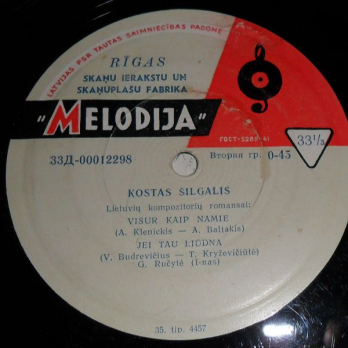 LATVIJAS PSR TAUTAS SAIMNIECĪBAS PADOME
RĪGAS
SKAŅU IERAKSTU UN
SKAŅUPLAŠU FABRIKA
"MELODIJA"
ГОСТ-5289-61
33⅓
33Д-00012298
Вторая гр. 0-45
KOSTAS ŠILGALIS
Lietuvių kompozitorių romansai:
VISUR KAIP NAMIE
(A. Klenickis — A. Baltakis)
JEI TAU LIŪDNA
(V. Budrevičius — T. Kryževičiūtė)
G. Ručytė (I-nas)
35. tip. 4457